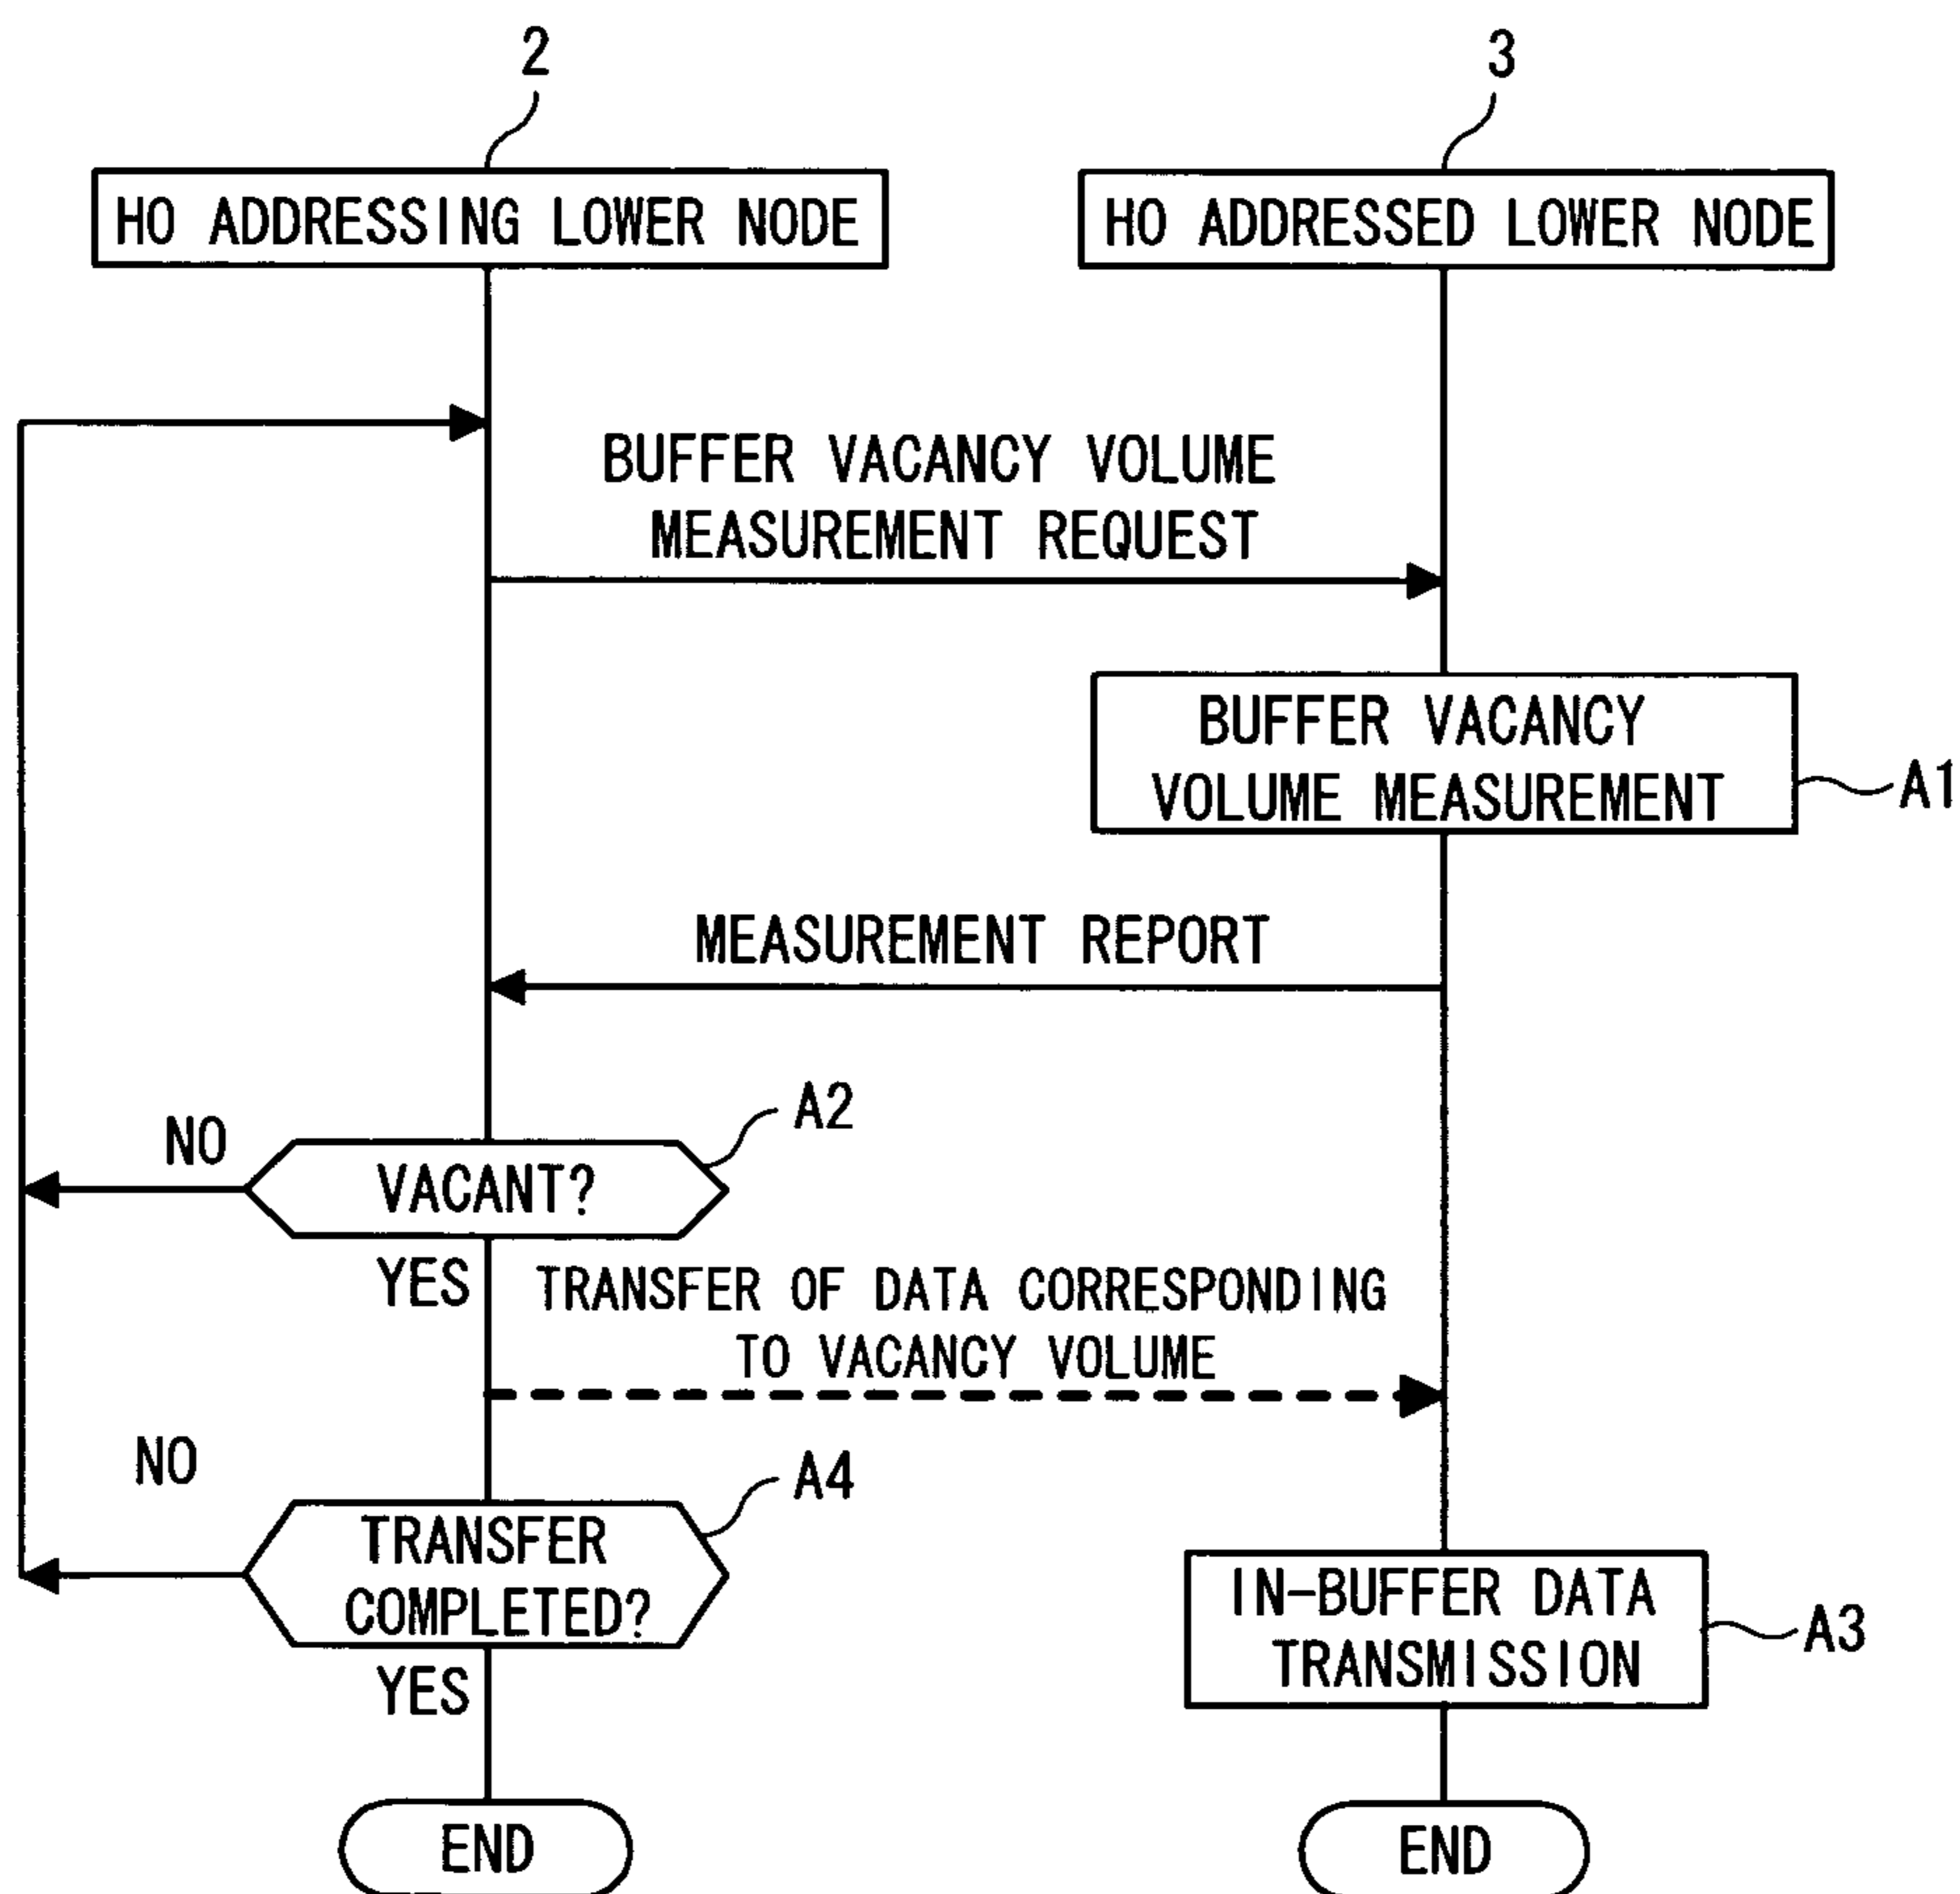 2
3
HO ADDRESSING LOWER NODE
HO ADDRESSED LOWER NODE
BUFFER VACANCY VOLUME
MEASUREMENT REQUEST
BUFFER VACANCY
VOLUME MEASUREMENT
A1
MEASUREMENT REPORT
A2
NO
VACANT?
YES
TRANSFER OF DATA CORRESPONDING
TO VACANCY VOLUME
NO
A4
TRANSFER
COMPLETED?
IN-BUFFER DATA
TRANSMISSION
A3
YES
END
END